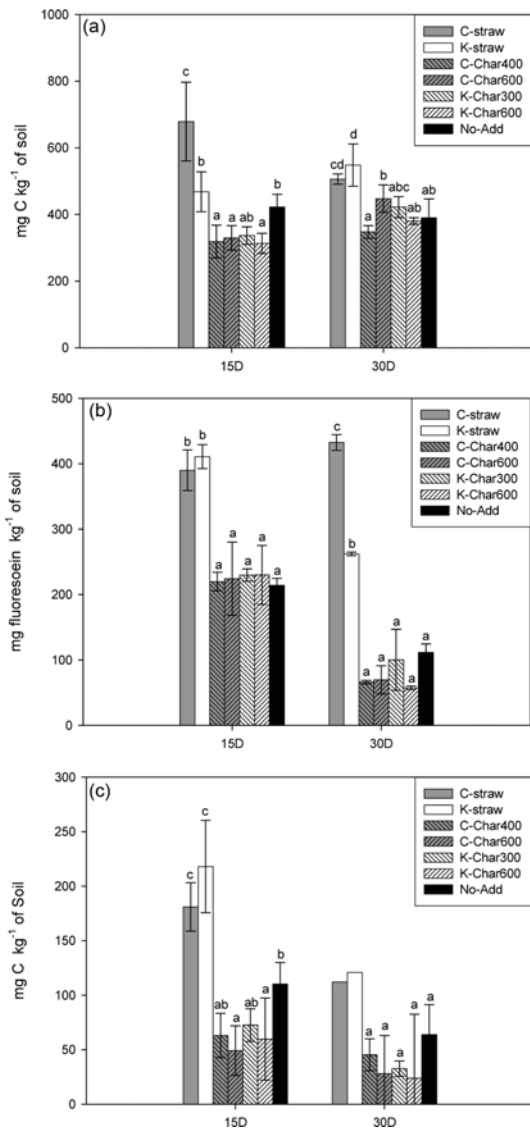 (a)
1000
800
600
400
200
0
mg C kg-1 of soil
C-straw
K-straw
C-Char400
C-Char600
K-Char300
K-Char600
No-Add
c
b
a
a
ab
a
b
cd
d
a
b
abc
ab
ab
15D
30D
(b)
500
400
300
200
100
0
mg fluoresoein kg-1 of soil
C-straw
K-straw
C-Char400
C-Char600
K-Char300
K-Char600
No-Add
b
b
a
a
a
a
a
c
b
a
a
a
a
a
15D
30D
(c)
300
250
200
150
100
50
0
mg C kg-1 of Soil
C-straw
K-straw
C-Char400
C-Char600
K-Char300
K-Char600
No-Add
c
c
ab
a
ab
a
b
a
a
a
a
a
15D
30D